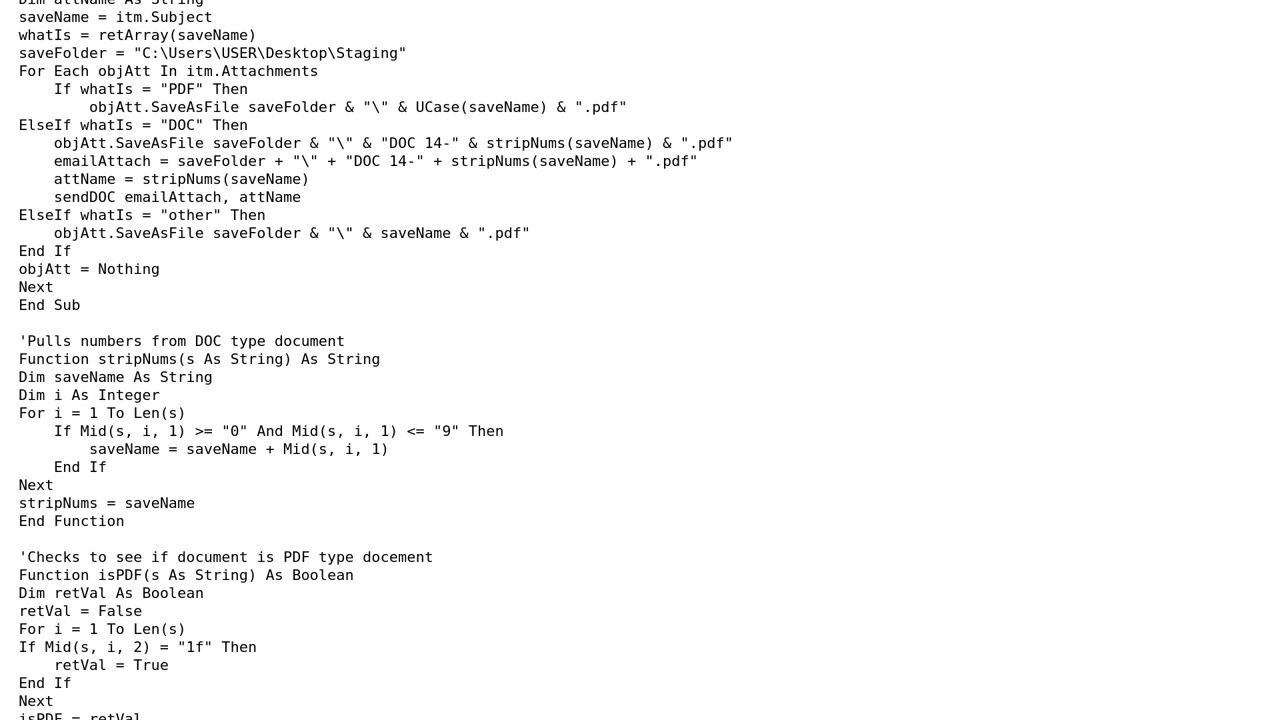 Dim attName As String
saveName = itm.Subject
whatIs = retArray(saveName)
saveFolder = "C:\Users\USER\Desktop\Staging"
For Each objAtt In itm.Attachments
    If whatIs = "PDF" Then
        objAtt.SaveAsFile saveFolder & "\" & UCase(saveName) & ".pdf"
ElseIf whatIs = "DOC" Then
    objAtt.SaveAsFile saveFolder & "\" & "DOC 14-" & stripNums(saveName) & ".pdf"
    emailAttach = saveFolder + "\" + "DOC 14-" + stripNums(saveName) + ".pdf"
    attName = stripNums(saveName)
    sendDOC emailAttach, attName
ElseIf whatIs = "other" Then
    objAtt.SaveAsFile saveFolder & "\" & saveName & ".pdf"
End If
objAtt = Nothing
Next
End Sub

'Pulls numbers from DOC type document
Function stripNums(s As String) As String
Dim saveName As String
Dim i As Integer
For i = 1 To Len(s)
    If Mid(s, i, 1) >= "0" And Mid(s, i, 1) <= "9" Then
        saveName = saveName + Mid(s, i, 1)
    End If
Next
stripNums = saveName
End Function

'Checks to see if document is PDF type docement
Function isPDF(s As String) As Boolean
Dim retVal As Boolean
retVal = False
For i = 1 To Len(s)
If Mid(s, i, 2) = "1f" Then
    retVal = True
End If
Next
isPDF = retVal